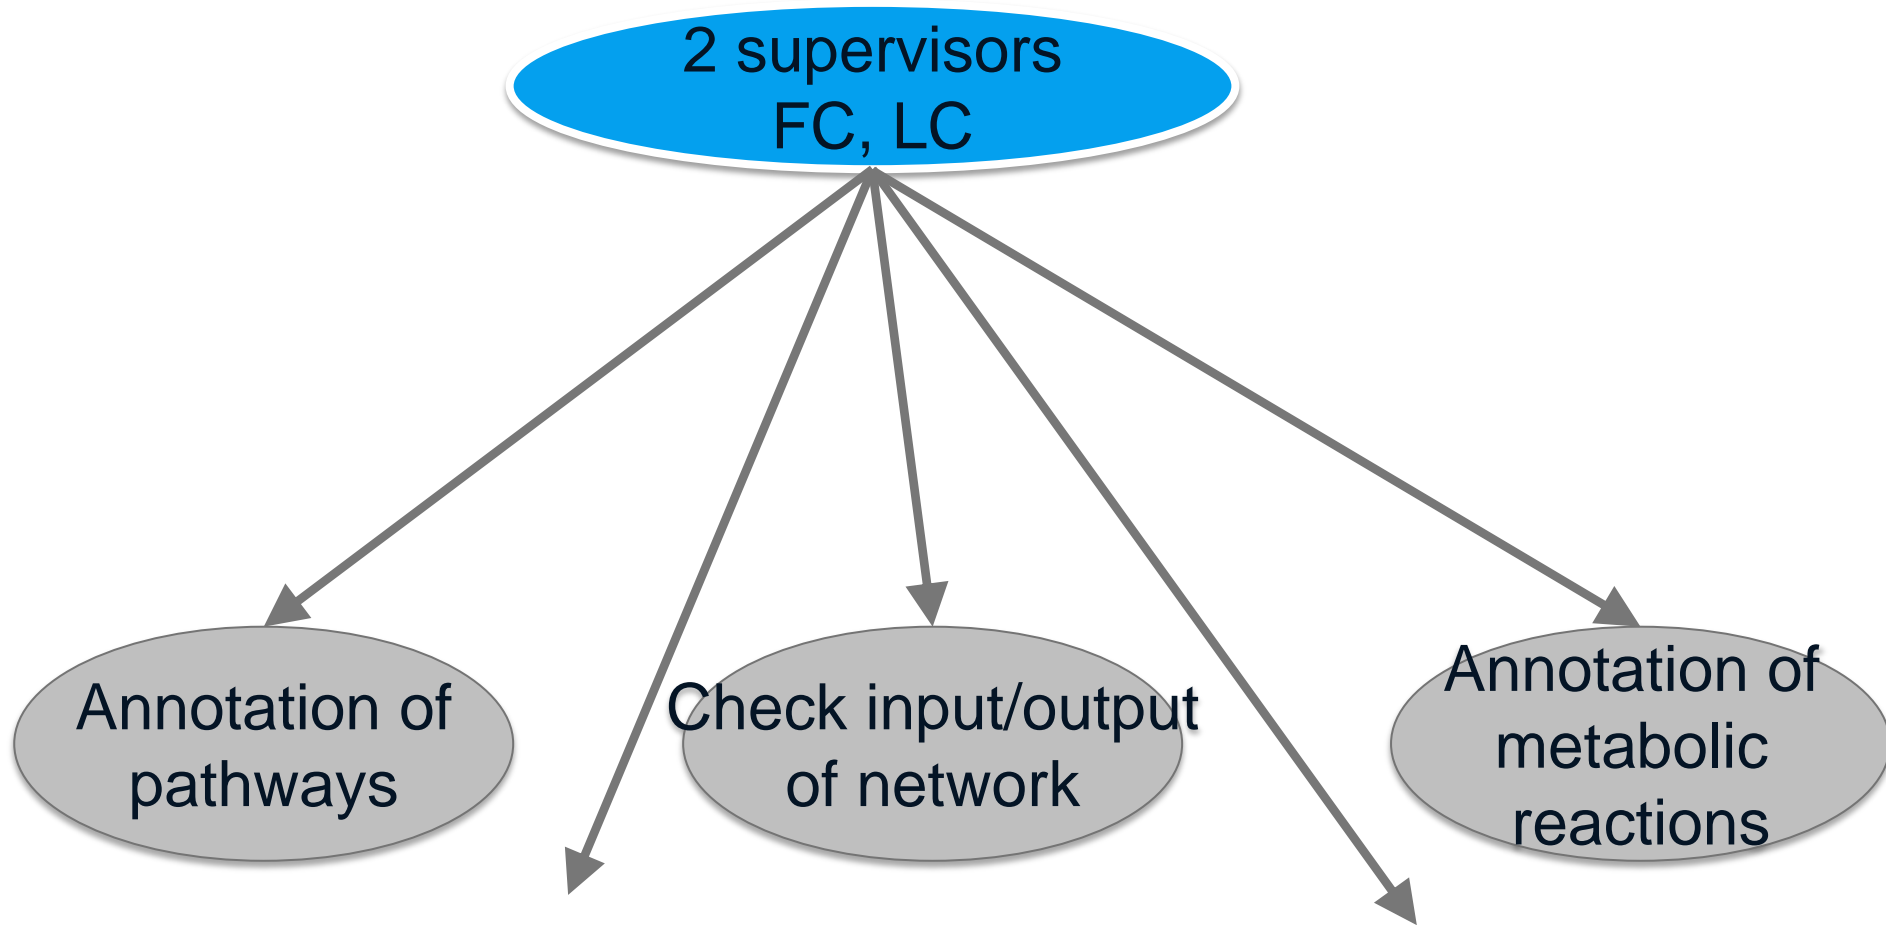 2 supervisors
FC, LC
Annotation of
pathways
Check input/output
of network
Annotation of
metabolic
reactions